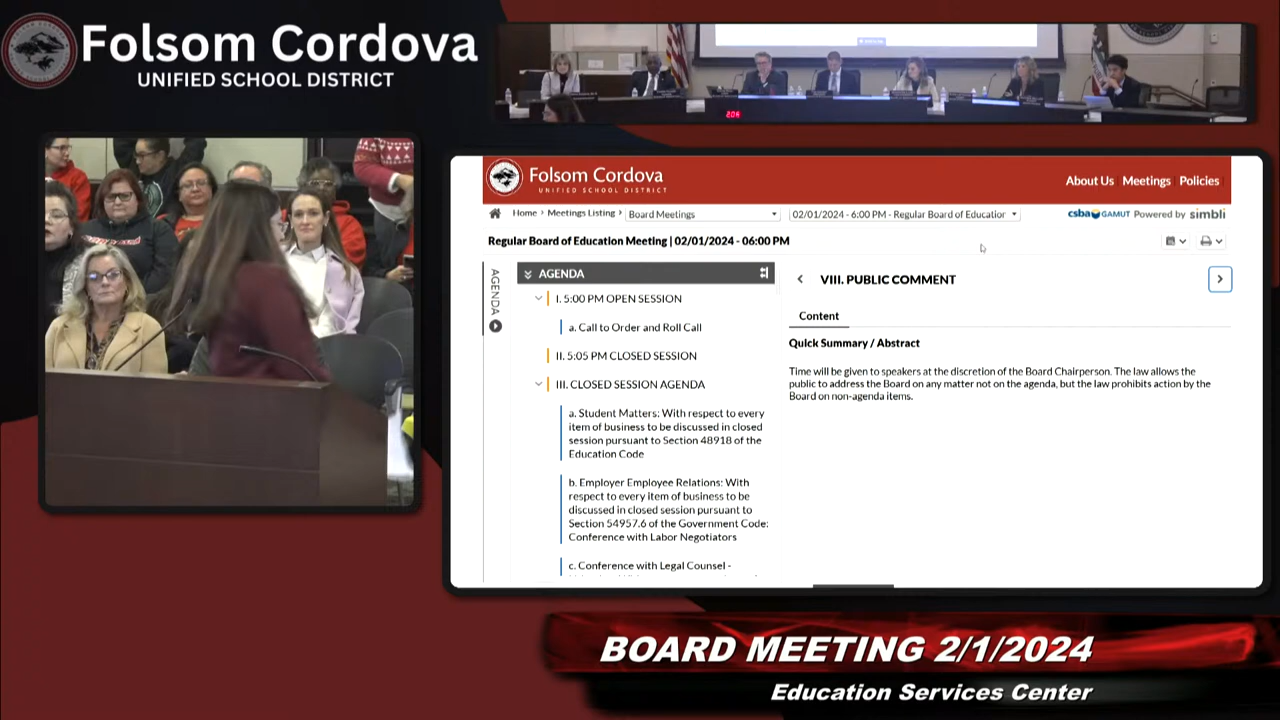 Folsom Cordova
UNIFIED SCHOOL DISTRICT
2:06
Folsom Cordova
UNIFIED SCHOOL DISTRICT
About Us Meetings Policies
Home › Meetings Listing › Board Meetings
02/01/2024 - 6:00 PM - Regular Board of Education
csba GAMUT Powered by simbli
Regular Board of Education Meeting | 02/01/2024 - 06:00 PM
AGENDA
AGENDA
I. 5:00 PM OPEN SESSION
a. Call to Order and Roll Call
II. 5:05 PM CLOSED SESSION
III. CLOSED SESSION AGENDA
a. Student Matters: With respect to every
item of business to be discussed in closed
session pursuant to Section 48918 of the
Education Code
b. Employer Employee Relations: With
respect to every item of business to be
discussed in closed session pursuant to
Section 54957.6 of the Government Code:
Conference with Labor Negotiators
c. Conference with Legal Counsel -
VIII. PUBLIC COMMENT
Content
Quick Summary / Abstract
Time will be given to speakers at the discretion of the Board Chairperson. The law allows the
public to address the Board on any matter not on the agenda, but the law prohibits action by the
Board on non-agenda items.
BOARD MEETING 2/1/2024
Education Services Center